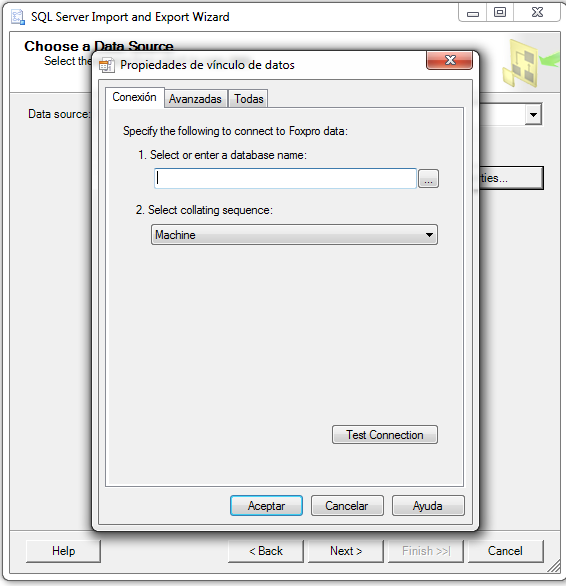 SQL Server Import and Export Wizard
Choose a Data Source
Select the
Propiedades de vínculo de datos
Conexión
Avanzadas
Todas
Data source:
Specify the following to connect to Foxpro data:
1. Select or enter a database name:
...
ties...
2. Select collating sequence:
Machine
Test Connection
Aceptar
Cancelar
Ayuda
Help
< Back
Next >
Finish >>|
Cancel